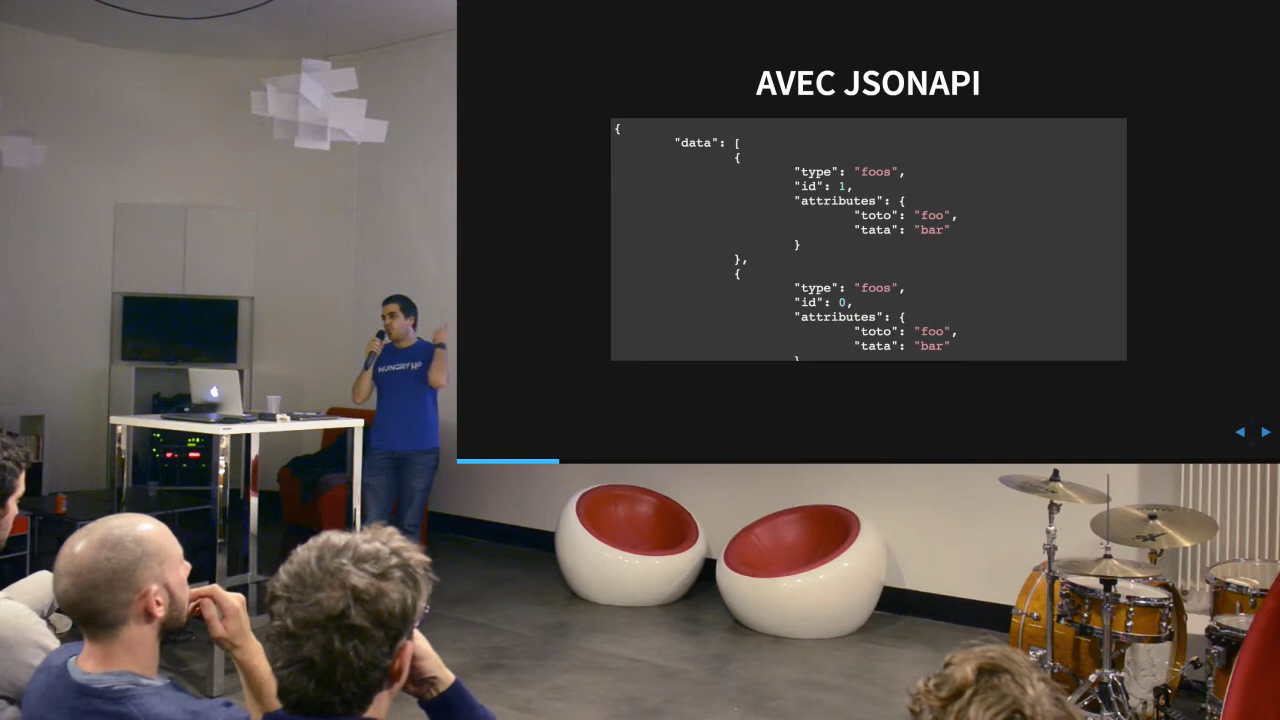 AVEC JSONAPI
{
"data": [
{
"type": "foos",
"id": 1,
"attributes": {
"toto": "foo",
"tata": "bar"
}
},
{
"type": "foos",
"id": 0,
"attributes": {
"toto": "foo",
"tata": "bar"
}
HUNGRY UP